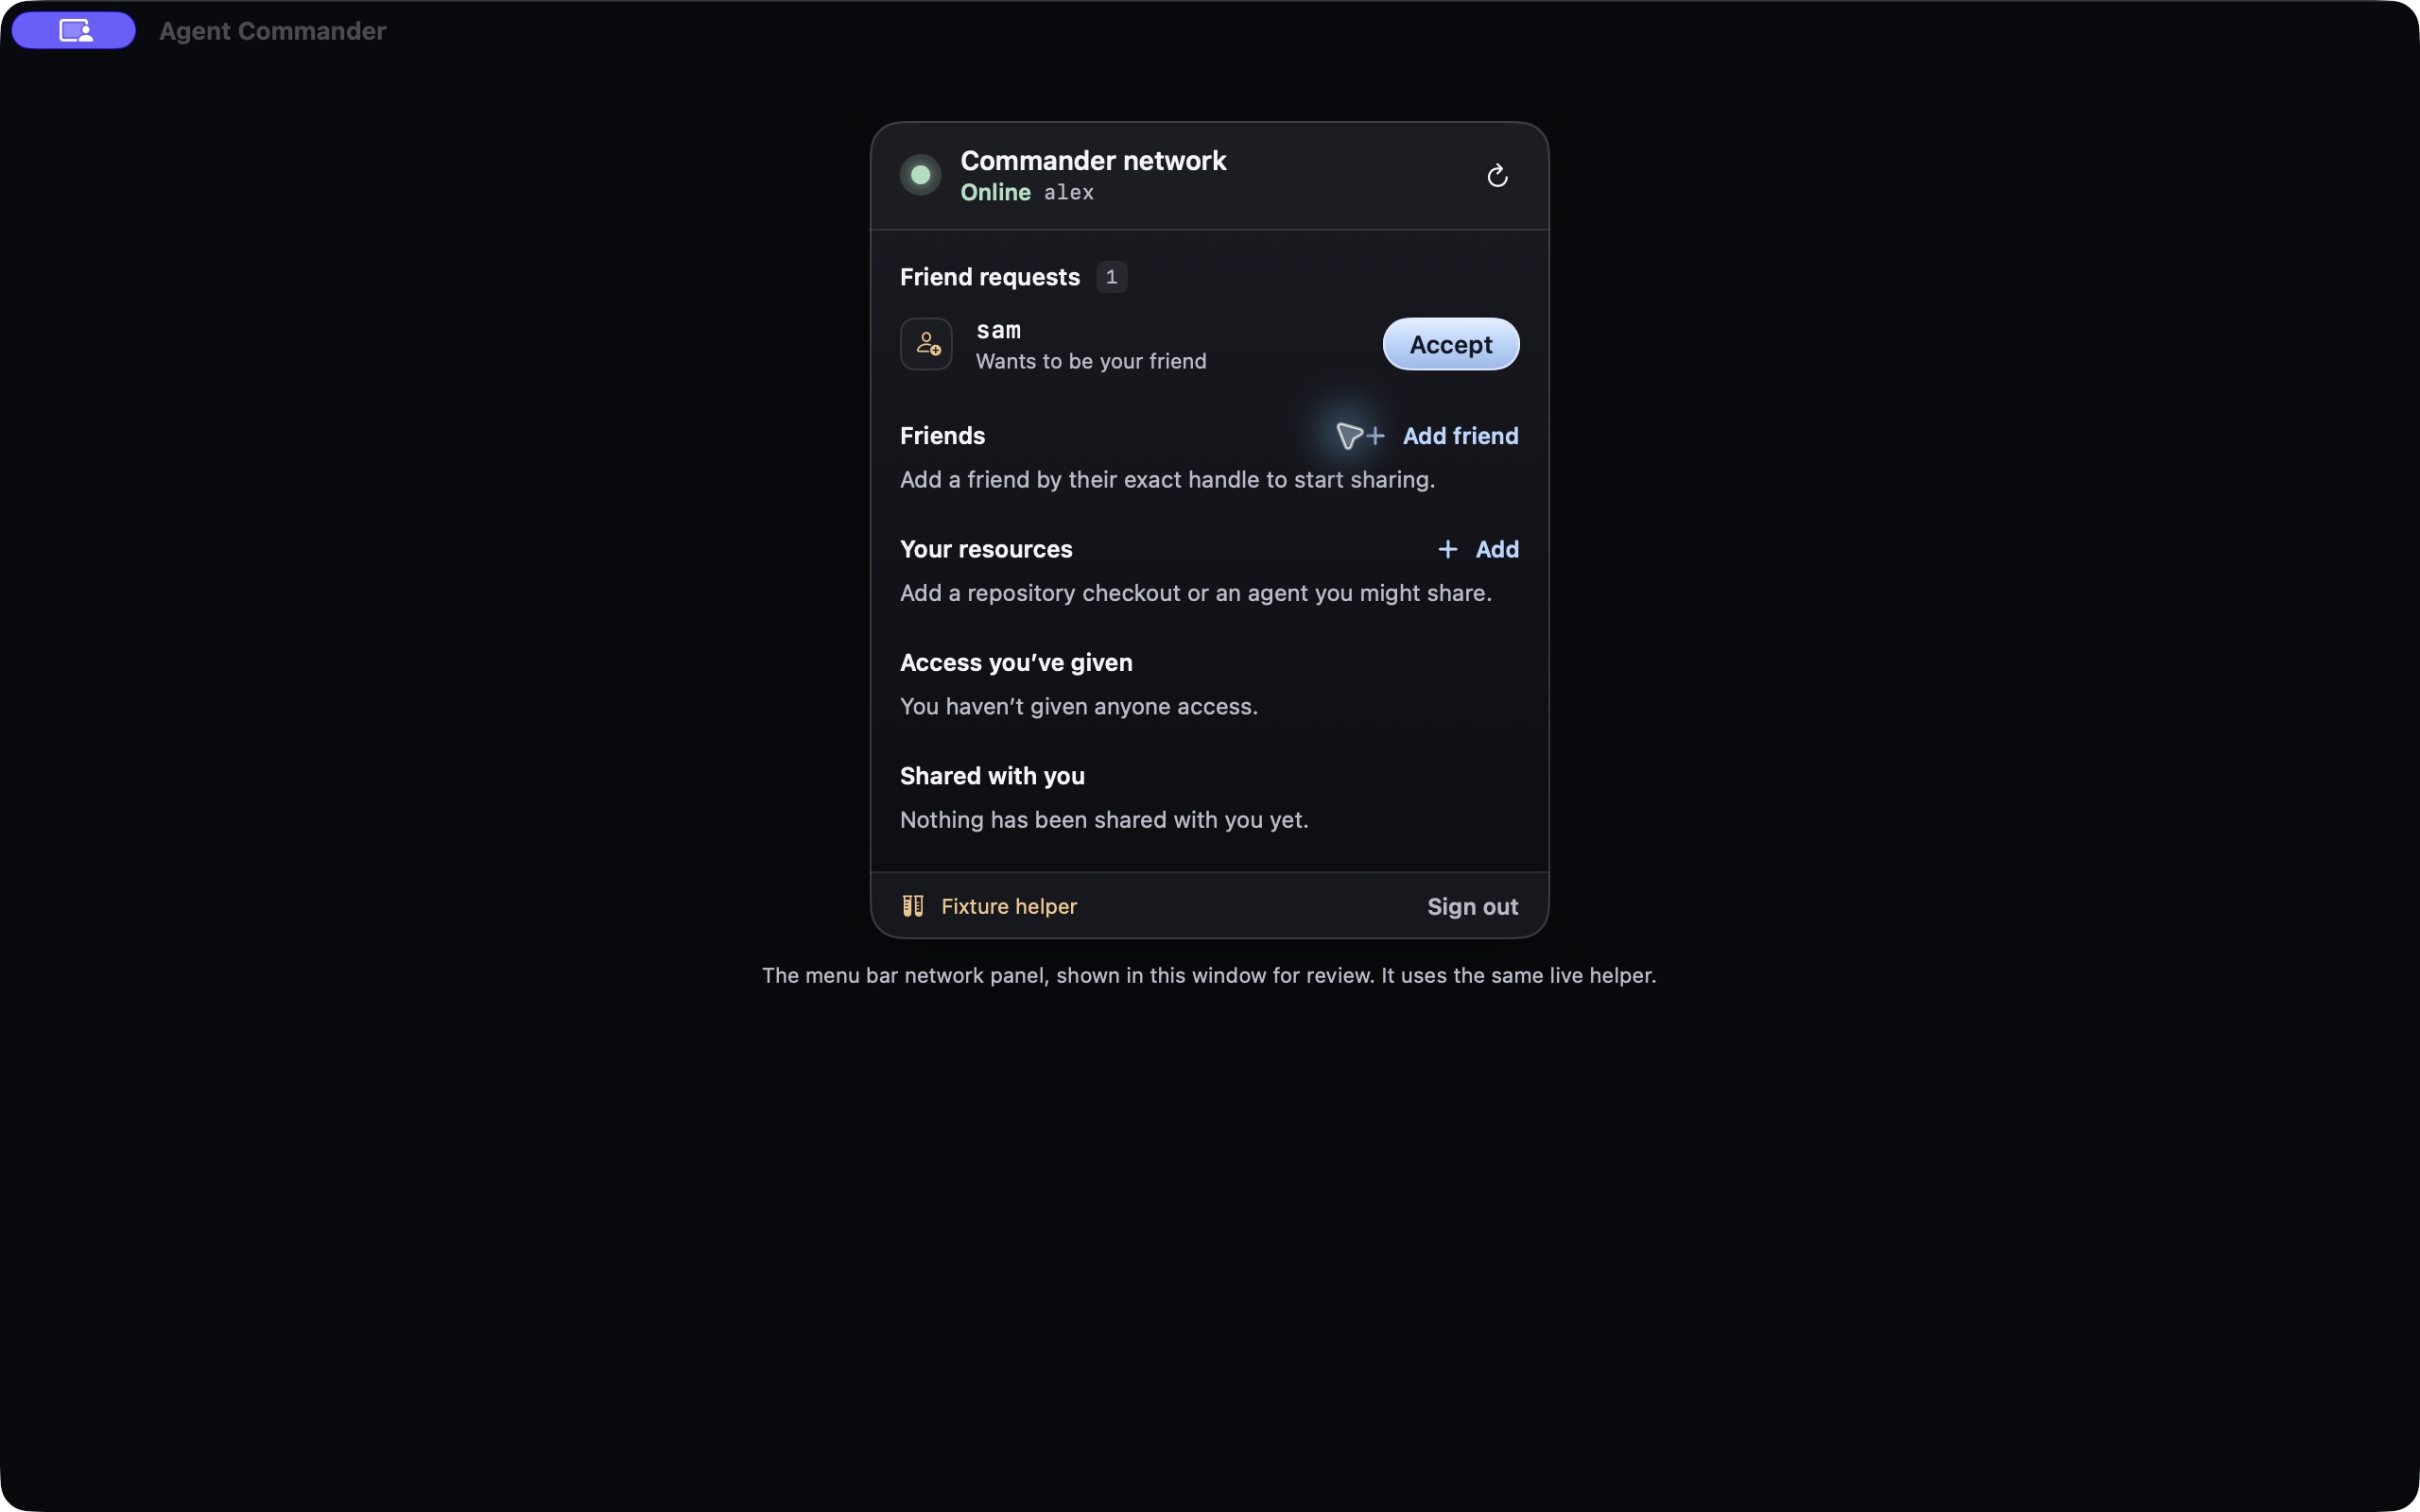 Agent Commander
Commander network
Online alex
Friend requests 1
sam
Wants to be your friend
Accept
Friends
+ Add friend
Add a friend by their exact handle to start sharing.
Your resources
+ Add
Add a repository checkout or an agent you might share.
Access you’ve given
You haven’t given anyone access.
Shared with you
Nothing has been shared with you yet.
Fixture helper
Sign out
The menu bar network panel, shown in this window for review. It uses the same live helper.